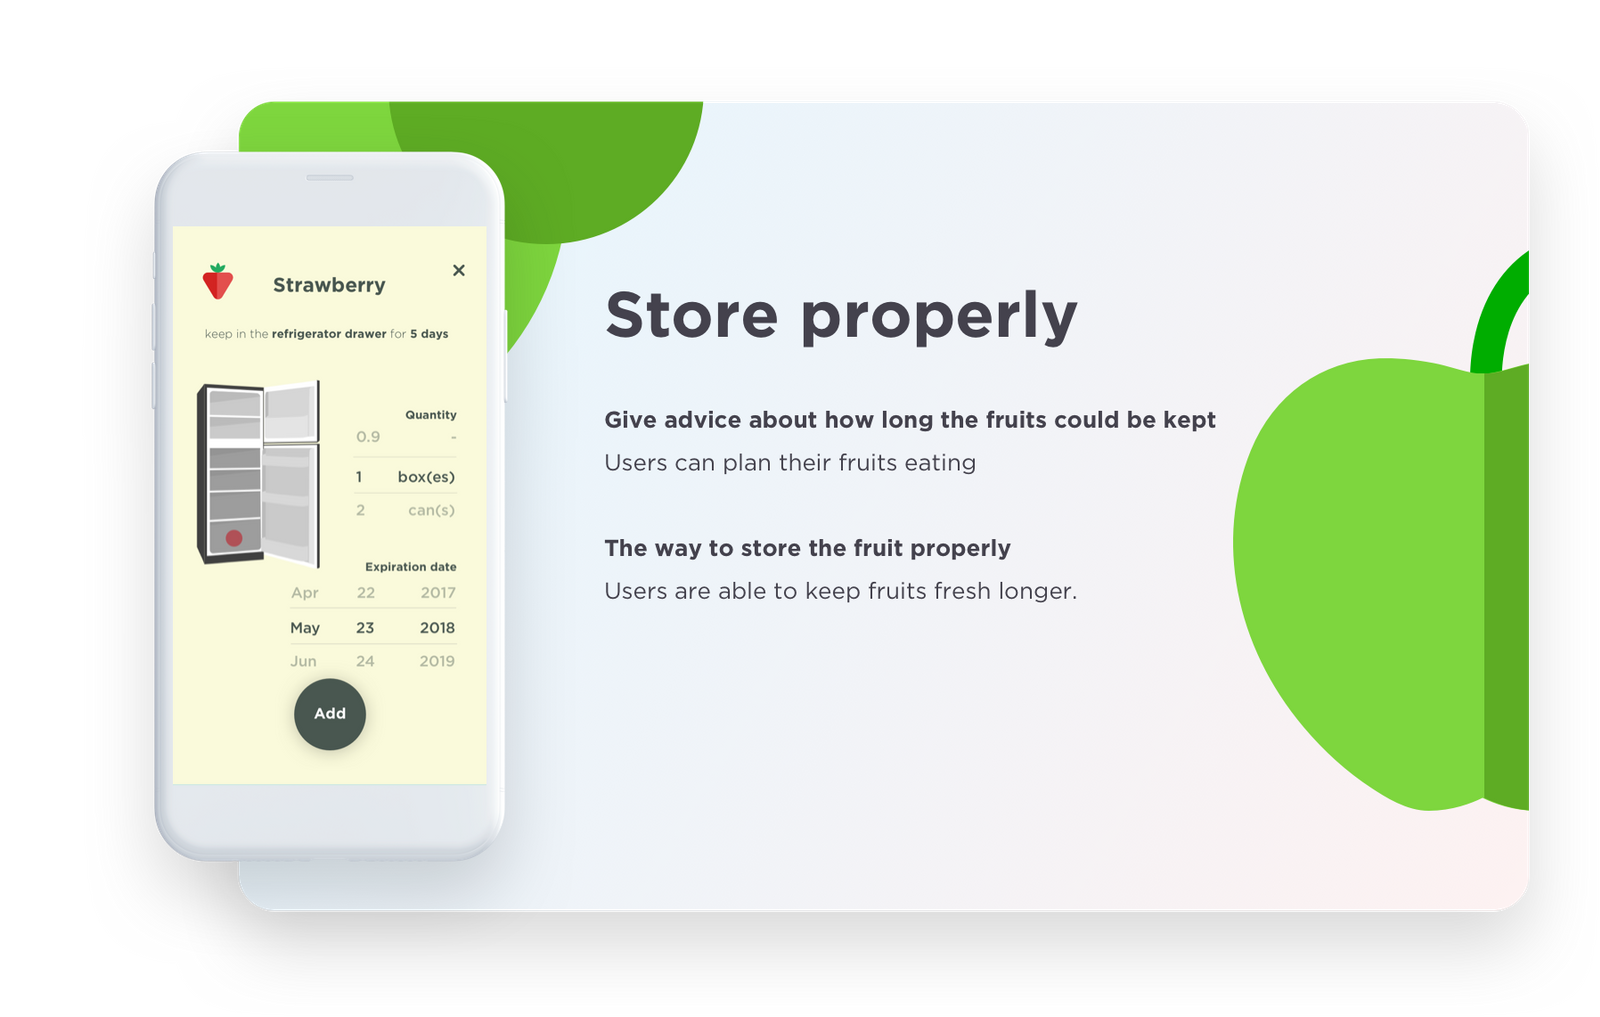 Strawberry
keep in the refrigerator drawer for 5 days
Quantity
0.9 -
1 box(es)
2 can(s)
Expiration date
Apr 22 2017
May 23 2018
Jun 24 2019
Add
Store properly
Give advice about how long the fruits could be kept
Users can plan their fruits eating
The way to store the fruit properly
Users are able to keep fruits fresh longer.